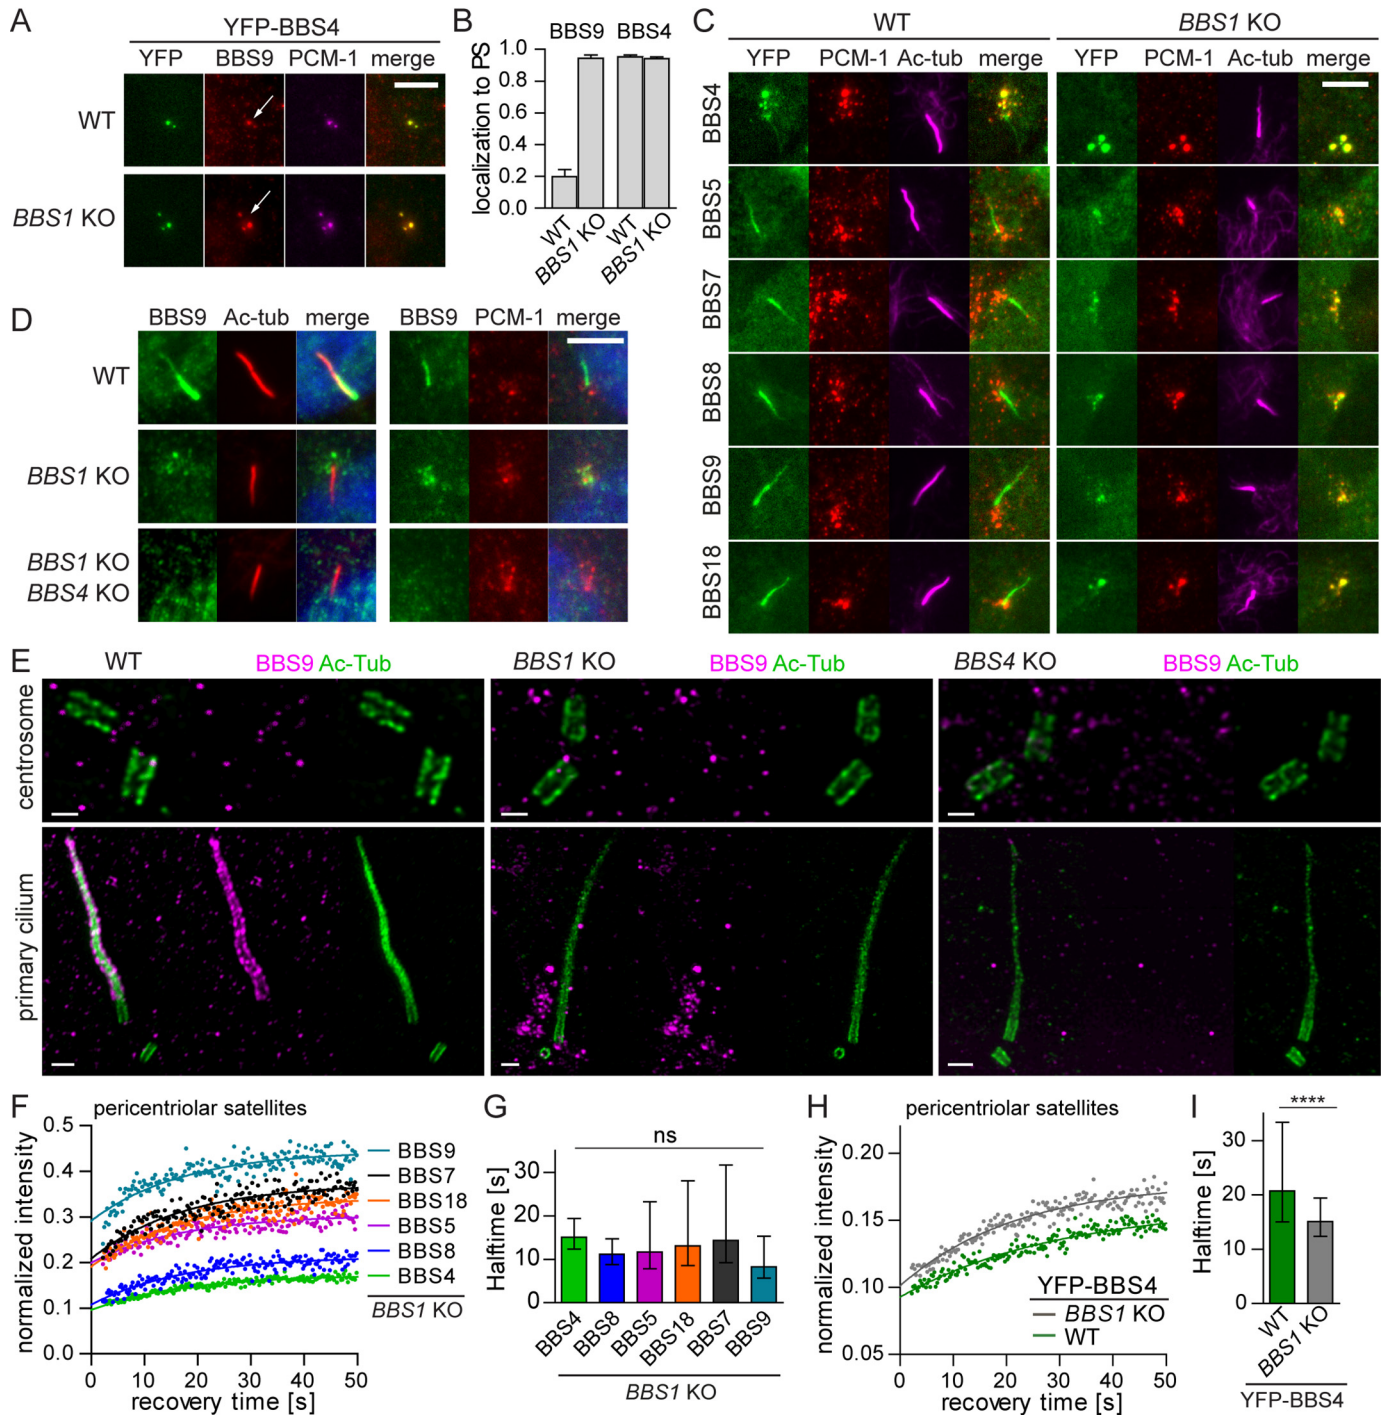 A
YFP-BBS4
YFP BBS9 PCM-1 merge
WT
BBS1 KO
B
BBS9 BBS4
localization to PS
1.0
0.8
0.6
0.4
0.2
0.0
WT
BBS1 KO
WT
BBS1 KO
C
WT BBS1 KO
YFP PCM-1 Ac-tub merge YFP PCM-1 Ac-tub merge
BBS4
BBS5
BBS7
BBS8
BBS9
BBS18
D
BBS9 Ac-tub merge BBS9 PCM-1 merge
WT
BBS1 KO
BBS1 KO
BBS4 KO
E
WT BBS9 Ac-Tub BBS1 KO BBS9 Ac-Tub BBS4 KO BBS9 Ac-Tub
centrosome
primary cilium
F
pericentriolar satellites
normalized intensity
0.5
0.4
0.3
0.2
0.1
0.0
0 10 20 30 40 50
recovery time [s]
BBS9
BBS7
BBS18
BBS5
BBS8
BBS4
BBS1 KO
G
ns
Halftime [s]
30
20
10
0
BBS4 BBS8 BBS5 BBS18 BBS7 BBS9
BBS1 KO
H
pericentriolar satellites
normalized intensity
0.20
0.15
0.10
0.05
0 10 20 30 40 50
recovery time [s]
YFP-BBS4
BBS1 KO
WT
I
****
Halftime [s]
30
20
10
0
WT
BBS1 KO
YFP-BBS4